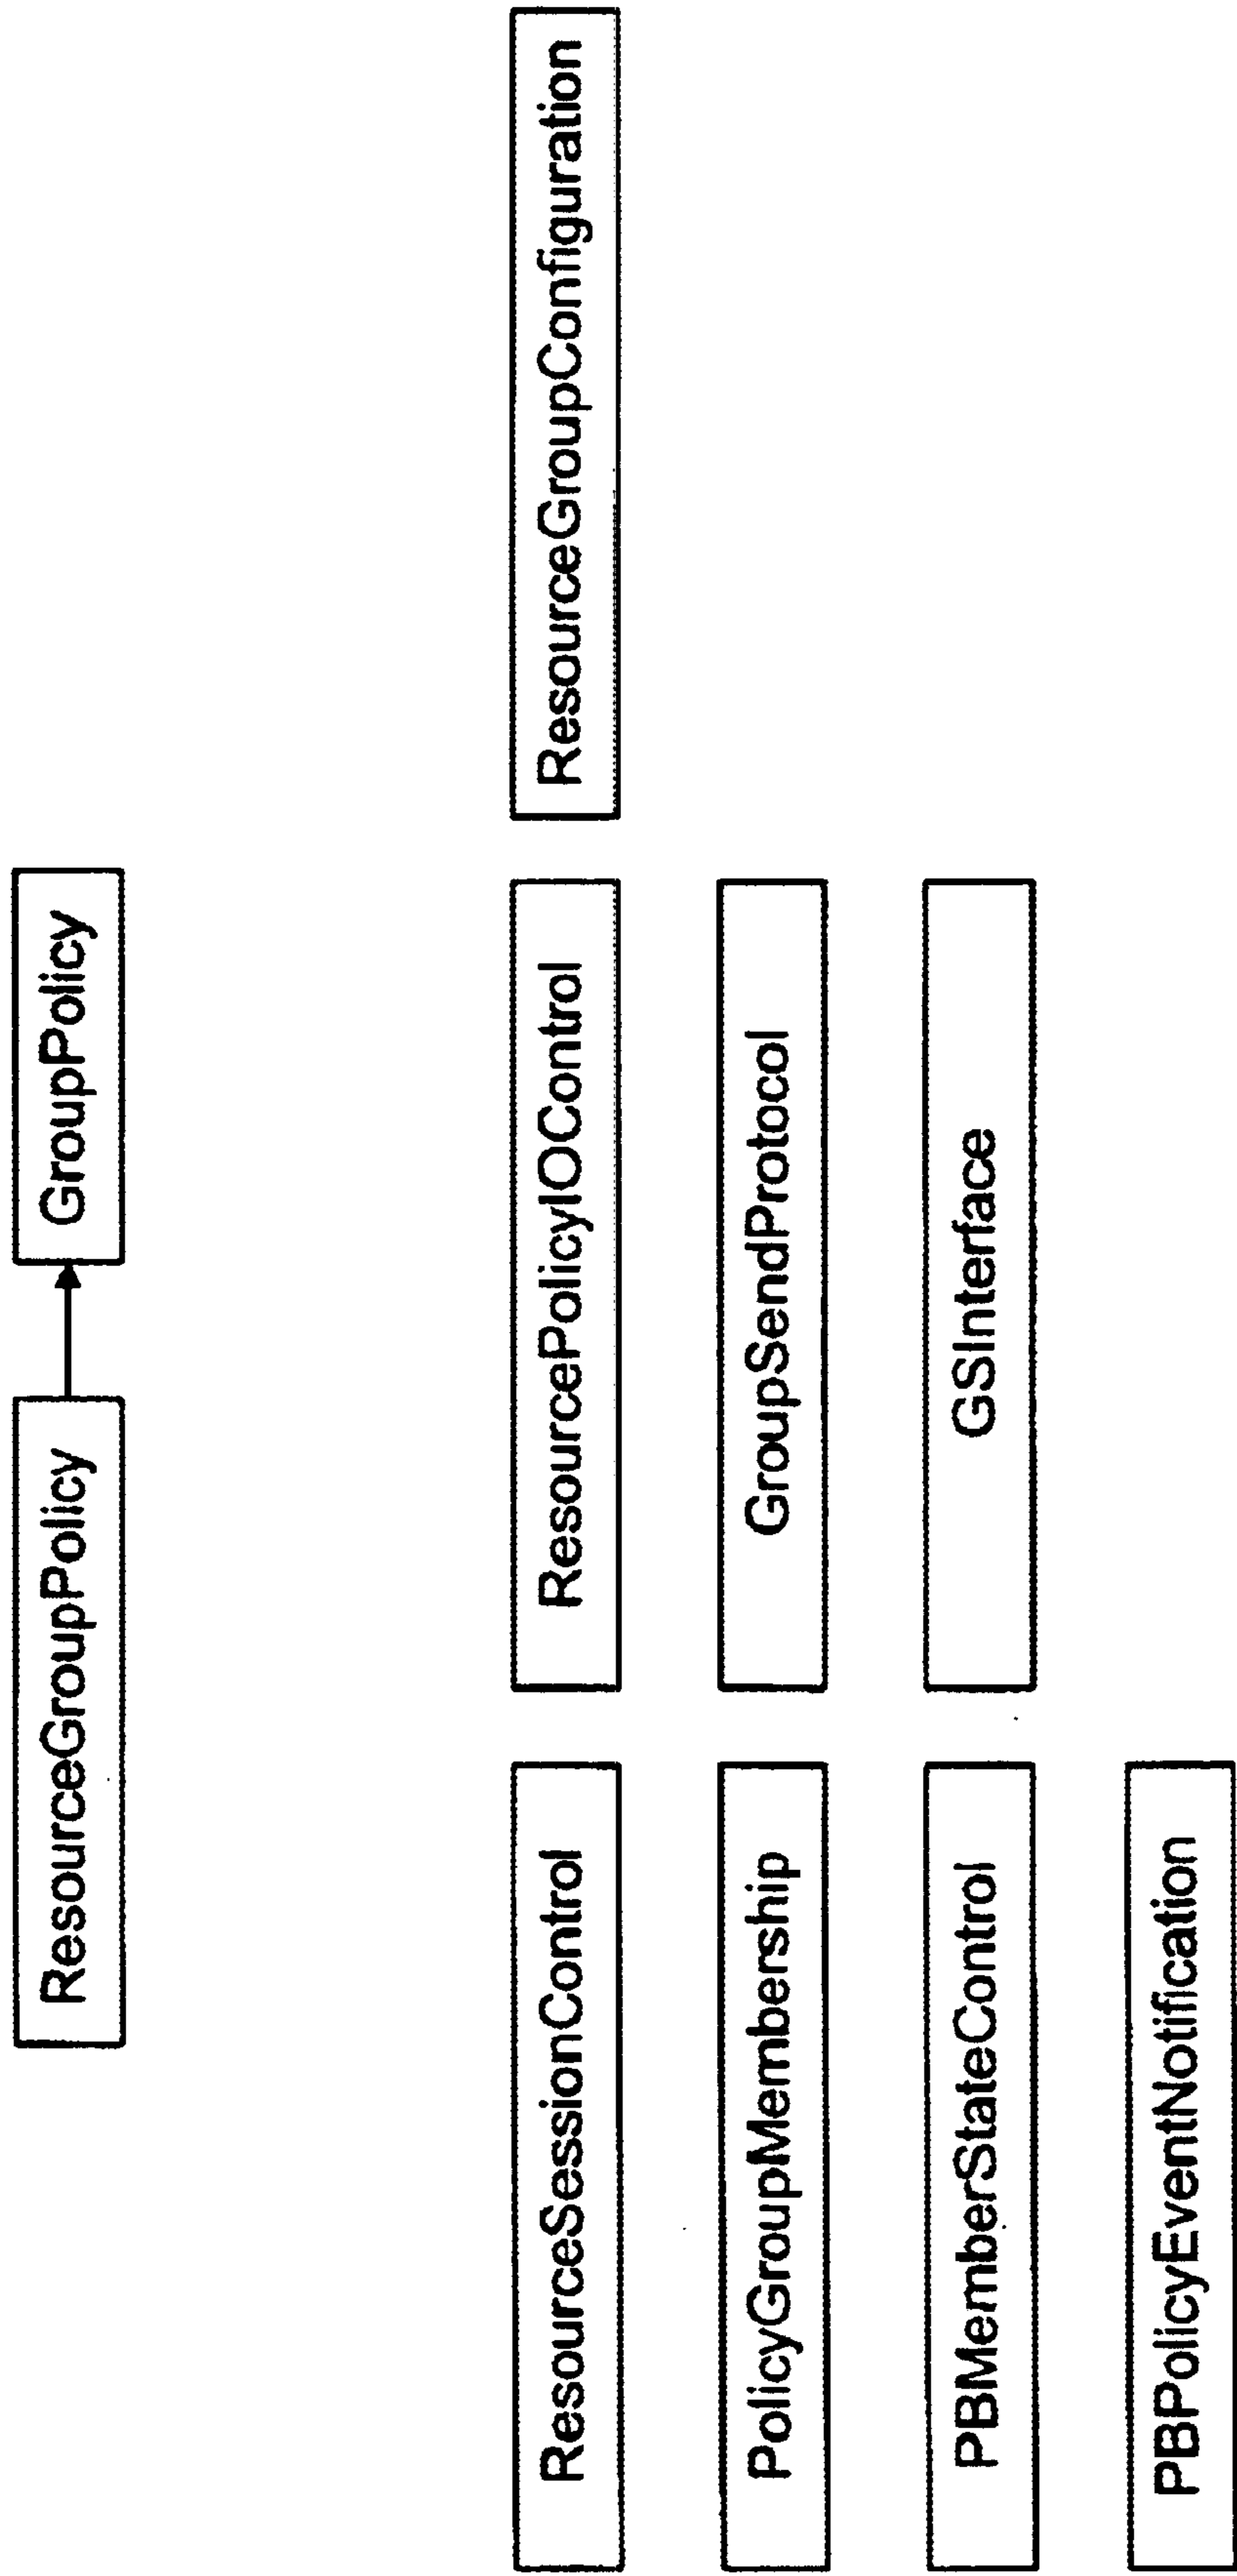 ResourceGroupPolicy
GroupPolicy
ResourceSessionControl
ResourcePolicyIOControl
ResourceGroupConfiguration
PolicyGroupMembership
GroupSendProtocol
PBMemberStateControl
GSInterface
PBPolicyEventNotification